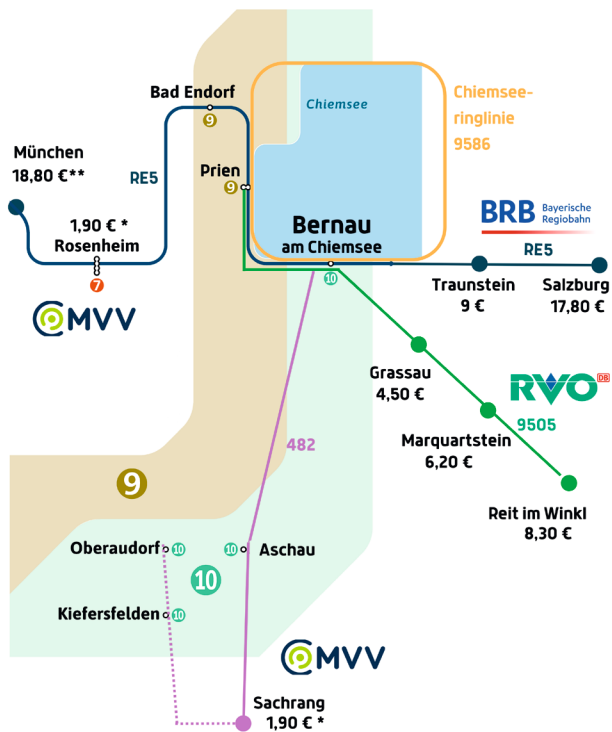 Bad Endorf
9
Chiemsee
Chiemsee-
ringlinie
9586
München
18,80 €**
RE5
Prien
9
1,90 € *
Rosenheim
7
MVV
Bernau
am Chiemsee
10
BRB Bayerische
Regiobahn
RE5
Traunstein
9 €
Salzburg
17,80 €
Grassau
4,50 €
RVO DB
9505
Marquartstein
6,20 €
482
9
Reit im Winkl
8,30 €
Oberaudorf 10
10 Aschau
10
Kiefersfelden 10
MVV
Sachrang
1,90 € *